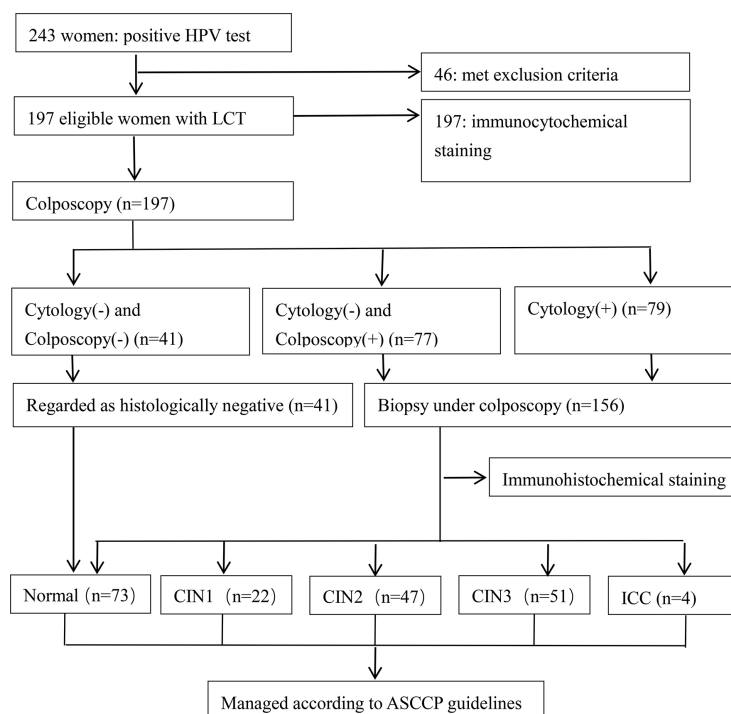 243 women: positive HPV test
46: met exclusion criteria
197 eligible women with LCT
197: immunocytochemical
staining
Colposcopy (n=197)
Cytology(-) and
Colposcopy(-) (n=41)
Cytology(-) and
Colposcopy(+) (n=77)
Cytology(+) (n=79)
Regarded as histologically negative (n=41)
Biopsy under colposcopy (n=156)
Immunohistochemical staining
Normal（n=73）
CIN1（n=22）
CIN2（n=47）
CIN3（n=51）
ICC (n=4)
Managed according to ASCCP guidelines